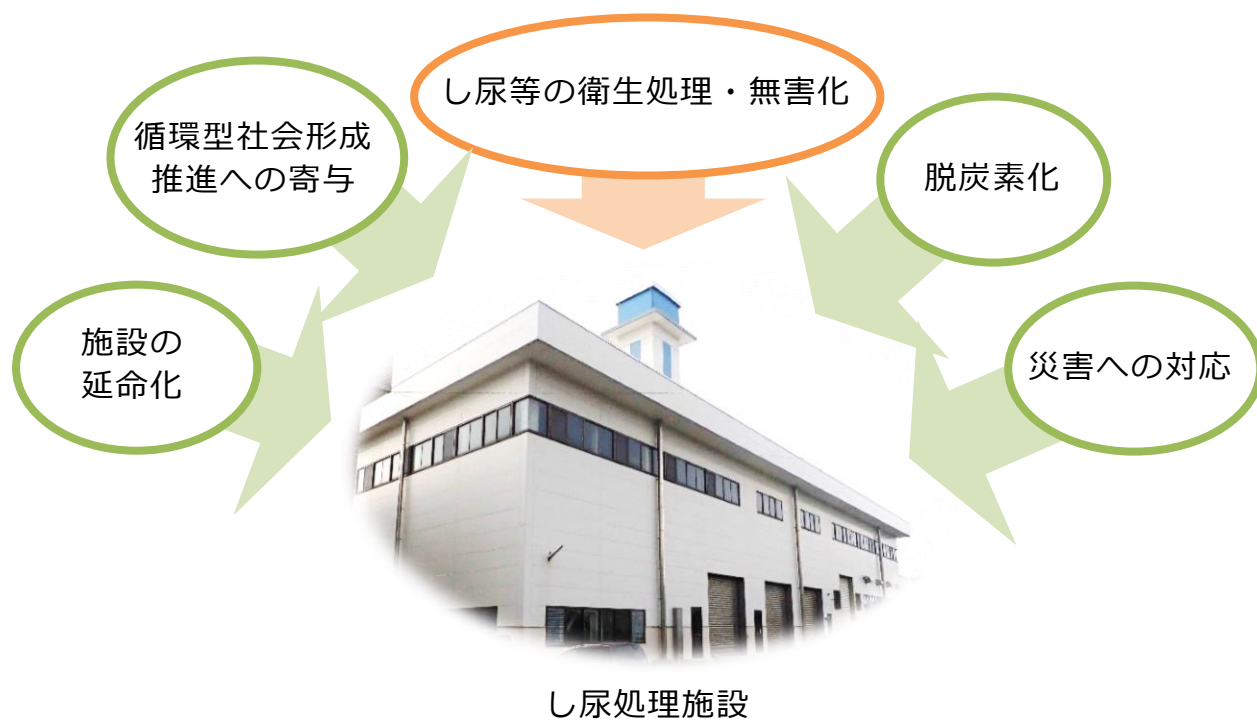 し尿等の衛生処理・無害化
循環型社会形成
推進への寄与
脱炭素化
施設の
延命化
災害への対応
し尿処理施設